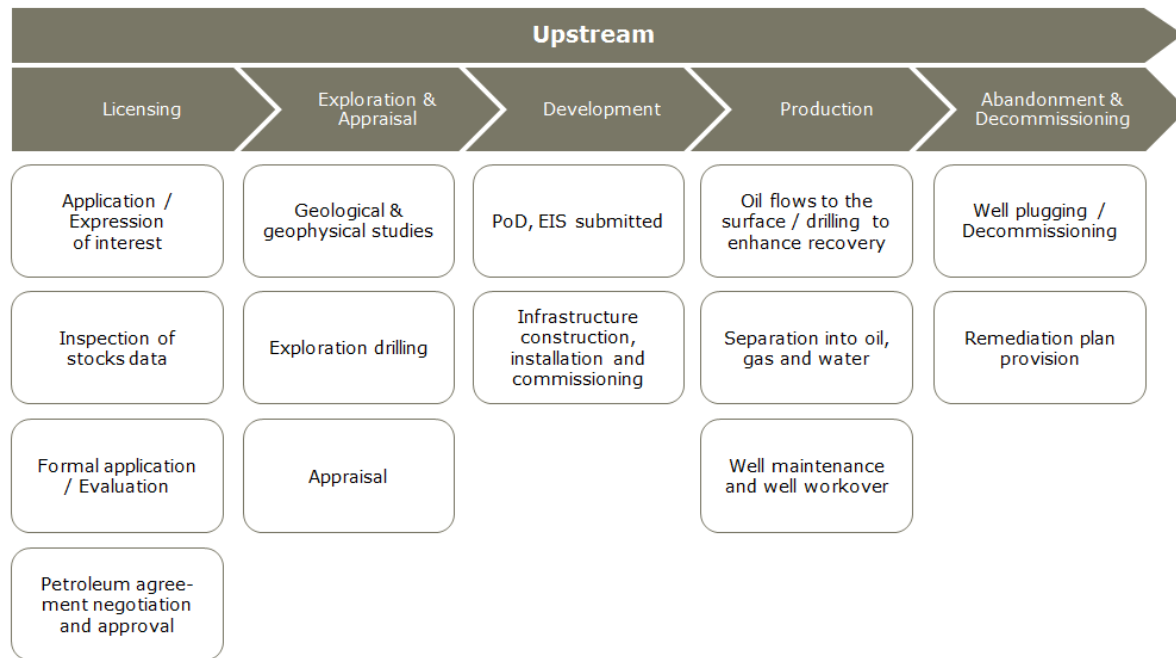 Upstream
Licensing
Exploration &
Appraisal
Development
Production
Abandonment &
Decommissioning
Application /
Expression
of interest
Geological &
geophysical studies
PoD, EIS submitted
Oil flows to the
surface / drilling to
enhance recovery
Well plugging /
Decommissioning
Inspection of
stocks data
Exploration drilling
Infrastructure
construction,
installation and
commissioning
Separation into oil,
gas and water
Remediation plan
provision
Formal application
/ Evaluation
Appraisal
Well maintenance
and well workover
Petroleum agree-
ment negotiation
and approval